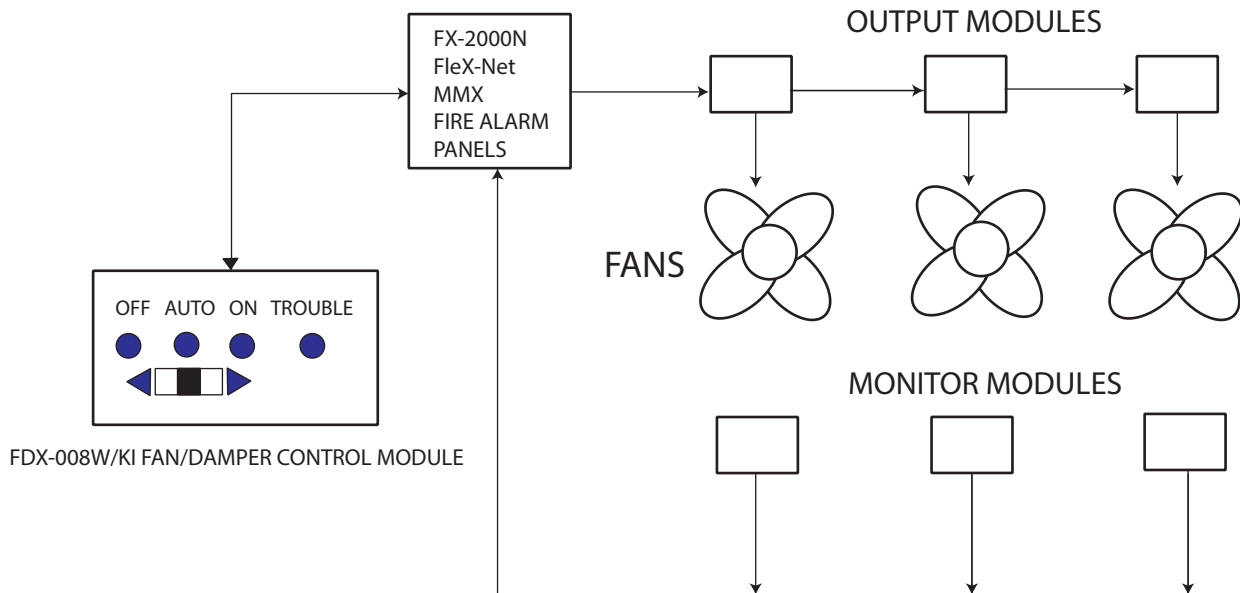 FX-2000N
FleX-Net
MMX
FIRE ALARM
PANELS
OUTPUT MODULES
FANS
OFF AUTO ON TROUBLE
MONITOR MODULES
FDX-008W/KI FAN/DAMPER CONTROL MODULE